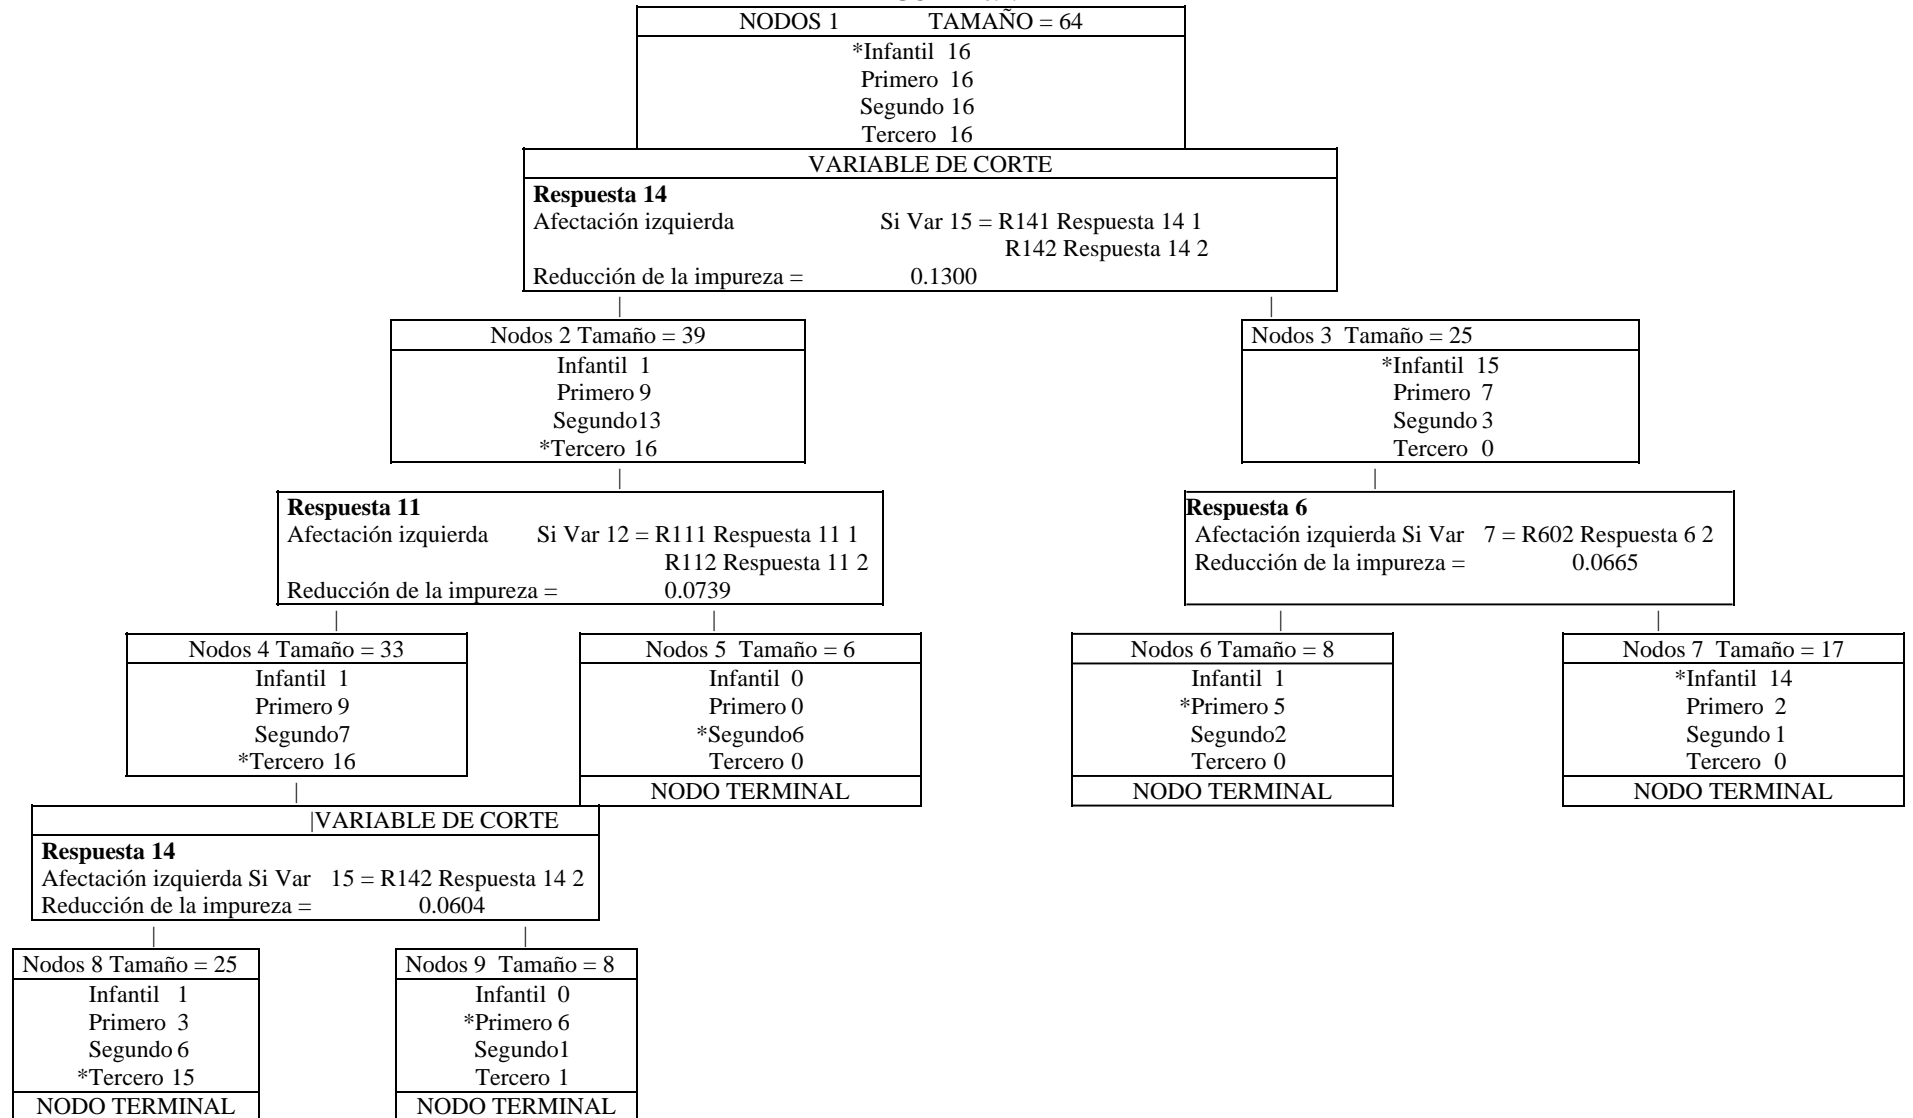 NODOS 1 TAMAÑO = 64
*Infantil 16
Primero 16
Segundo 16
Tercero 16
VARIABLE DE CORTE
Respuesta 14
Afectación izquierda Si Var 15 = R141 Respuesta 14 1
R142 Respuesta 14 2
Reducción de la impureza = 0.1300
Nodos 2 Tamaño = 39
Infantil 1
Primero 9
Segundo13
*Tercero 16
Nodos 3 Tamaño = 25
*Infantil 15
Primero 7
Segundo 3
Tercero 0
Respuesta 11
Afectación izquierda Si Var 12 = R111 Respuesta 11 1
R112 Respuesta 11 2
Reducción de la impureza = 0.0739
Respuesta 6
Afectación izquierda Si Var 7 = R602 Respuesta 6 2
Reducción de la impureza = 0.0665
Nodos 4 Tamaño = 33
Infantil 1
Primero 9
Segundo7
*Tercero 16
Nodos 5 Tamaño = 6
Infantil 0
Primero 0
*Segundo6
Tercero 0
NODO TERMINAL
Nodos 6 Tamaño = 8
Infantil 1
*Primero 5
Segundo2
Tercero 0
NODO TERMINAL
Nodos 7 Tamaño = 17
*Infantil 14
Primero 2
Segundo 1
Tercero 0
NODO TERMINAL
|VARIABLE DE CORTE
Respuesta 14
Afectación izquierda Si Var 15 = R142 Respuesta 14 2
Reducción de la impureza = 0.0604
Nodos 8 Tamaño = 25
Infantil 1
Primero 3
Segundo 6
*Tercero 15
NODO TERMINAL
Nodos 9 Tamaño = 8
Infantil 0
*Primero 6
Segundo1
Tercero 1
NODO TERMINAL